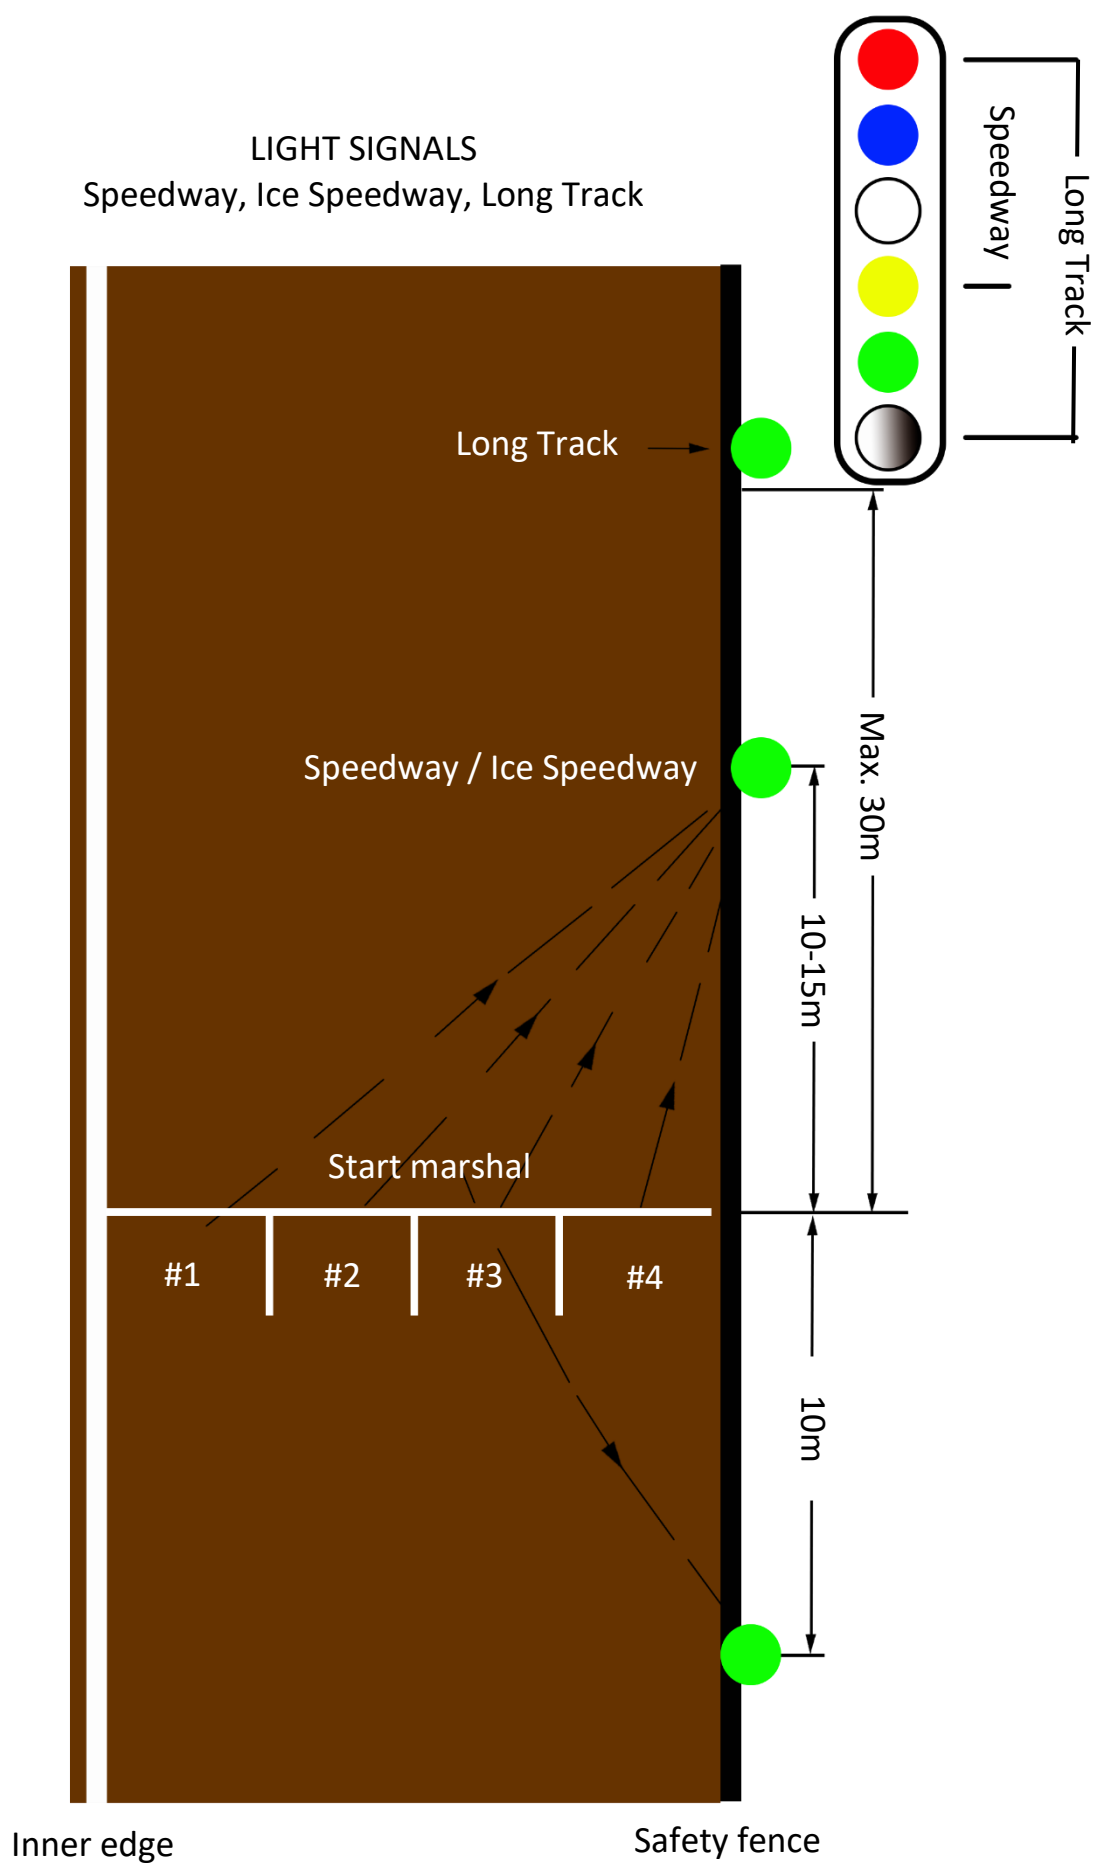 LIGHT SIGNALS
Speedway, Ice Speedway, Long Track
Speedway
Long Track
Long Track
Speedway / Ice Speedway
Max. 30m
10-15m
Start marshal
#1
#2
#3
#4
10m
Inner edge
Safety fence